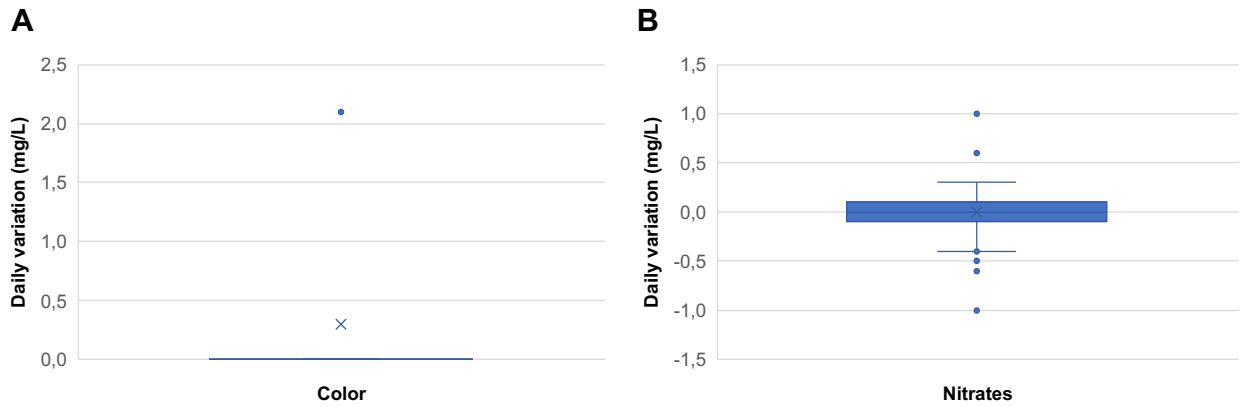 A
Daily variation (mg/L)
2,5
2,0
1,5
1,0
0,5
0,0
Color
B
Daily variation (mg/L)
1,5
1,0
0,5
0,0
-0,5
-1,0
-1,5
Nitrates